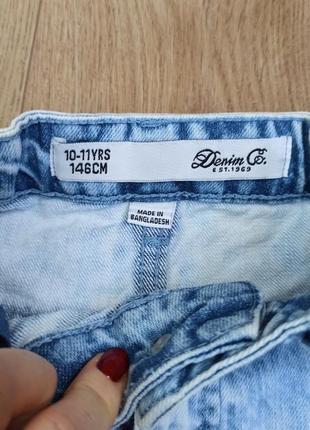 10-11YRS
146CM
Denim Co.
EST.1969
MADE IN
BANGLADESH